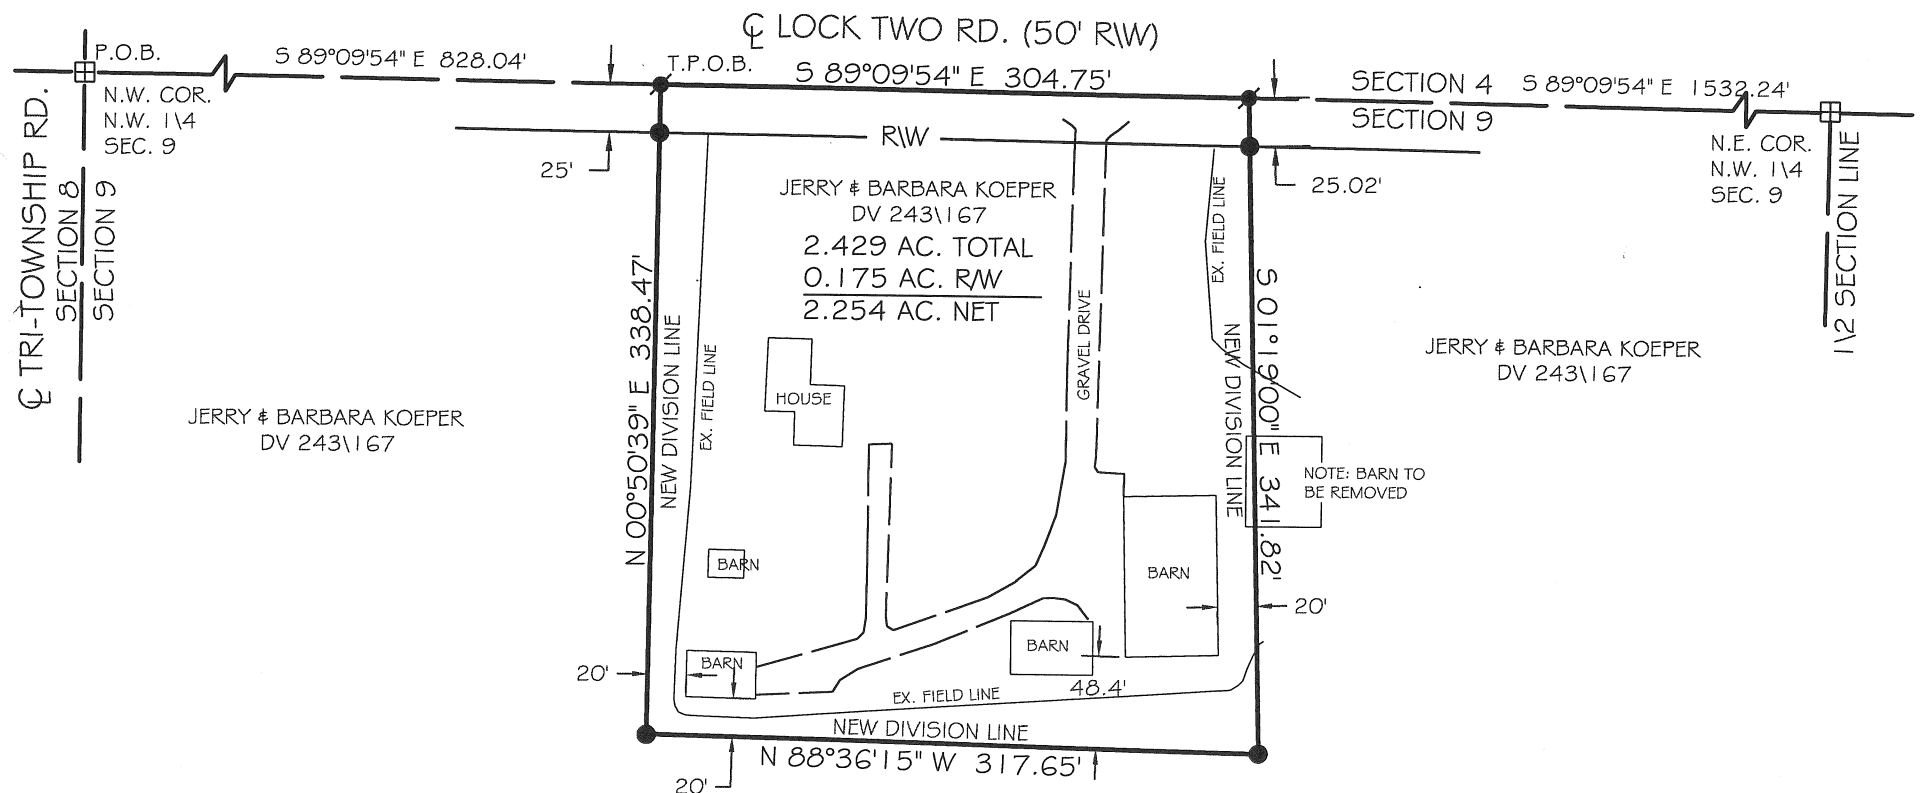 ℄ LOCK TWO RD. (50' R\W)
P.O.B.
S 89°09'54" E 828.04'
T.P.O.B.
S 89°09'54" E 304.75'
SECTION 4
S 89°09'54" E 1532.24'
SECTION 9
N.W. COR.
N.W. 1\4
SEC. 9
℄ TRI-TOWNSHIP RD.
SECTION 8
SECTION 9
R\W
25'
25.02'
N.E. COR.
N.W. 1\4
SEC. 9
1\2 SECTION LINE
JERRY & BARBARA KOEPER
DV 243\167
2.429 AC. TOTAL
0.175 AC. R/W
2.254 AC. NET
N 00°50'39" E 338.47'
NEW DIVISION LINE
EX. FIELD LINE
HOUSE
GRAVEL DRIVE
EX. FIELD LINE
NEW DIVISION LINE
S 01°19'00" E 341.82'
JERRY & BARBARA KOEPER
DV 243\167
JERRY & BARBARA KOEPER
DV 243\167
NOTE: BARN TO
BE REMOVED
BARN
BARN
20'
BARN
BARN
20'
48.4'
EX. FIELD LINE
NEW DIVISION LINE
N 88°36'15" W 317.65'
20'